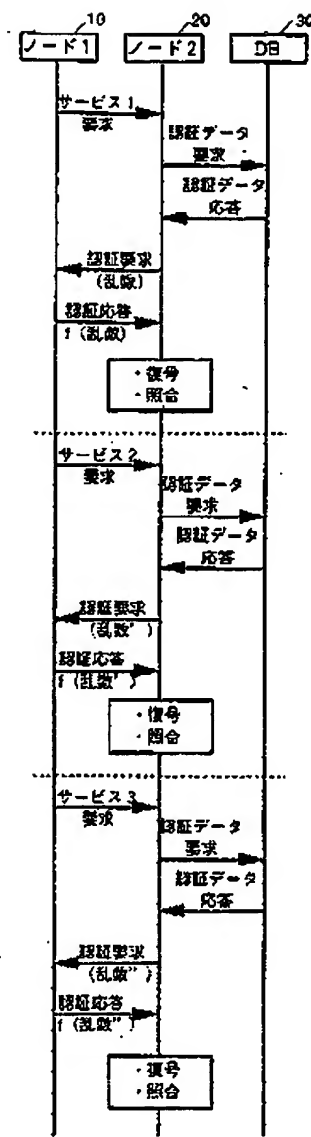 10 20 30
ノード1 ノード2 DB
サービス1
要求
認証データ
要求
認証データ
応答
認証要求
(乱数)
認証応答
f (乱数)
・復号
・照合
サービス2
要求
認証データ
要求
認証データ
応答
認証要求
(乱数')
認証応答
f (乱数')
・復号
・照合
サービス3
要求
認証データ
要求
認証データ
応答
認証要求
(乱数")
認証応答
f (乱数")
・復号
・照合